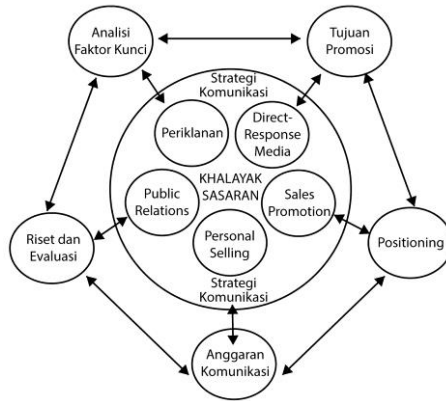 Analisi
Faktor Kunci
Tujuan
Promosi
Strategi
Komunikasi
Periklanan
Direct-
Response
Media
KHALAYAK
SASARAN
Public
Relations
Sales
Promotion
Personal
Selling
Riset dan
Evaluasi
Positioning
Strategi
Komunikasi
Anggaran
Komunikasi